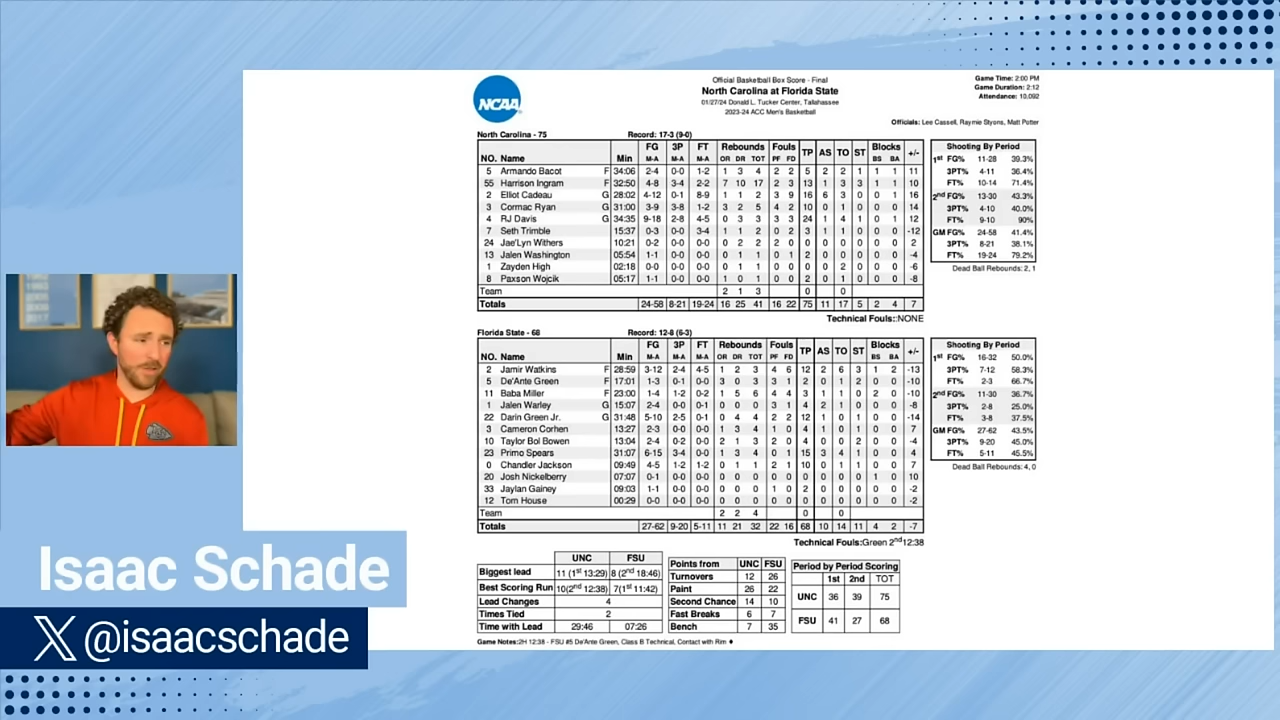 Official Basketball Box Score - Final
North Carolina at Florida State
01/27/24 Donald L. Tucker Center, Tallahassee
2023-24 ACC Men's Basketball
Game Time: 2:00 PM
Game Duration: 2:12
Attendance: 10,092
Officials: Lee Cassell, Raymie Styons, Matt Potter
NCAA
North Carolina - 75 Record: 17-3 (9-0)
FG 3P FT Rebounds Fouls TP AS TO ST Blocks +/-
NO. Name Min M-A M-A M-A OR DR TOT PF FD BS BA
5 Armando Bacot F 34:06 2-4 0-0 1-2 1 3 4 2 2 5 2 2 1 1 1 11
55 Harrison Ingram F 32:50 4-8 3-4 2-2 7 10 17 2 3 13 1 3 3 1 1 10
2 Elliot Cadeau G 28:02 4-12 0-1 8-9 1 1 2 3 9 16 6 3 0 0 1 16
3 Cormac Ryan G 31:00 3-9 3-8 1-2 3 2 5 4 2 10 0 1 0 0 0 14
4 RJ Davis G 34:35 9-18 2-8 4-5 0 3 3 3 3 24 1 4 1 0 1 12
7 Seth Trimble 15:37 0-3 0-0 3-4 1 1 2 0 2 3 1 1 0 0 0 -12
24 Jae'Lyn Withers 10:21 0-2 0-0 0-0 0 2 2 2 0 0 0 0 0 0 0 2
13 Jalen Washington 05:54 1-1 0-0 0-0 0 1 1 0 1 2 0 0 0 0 0 -4
1 Zayden High 02:18 0-0 0-0 0-0 0 1 1 0 0 0 0 2 0 0 0 -6
8 Paxson Wojcik 05:17 1-1 0-0 0-0 1 0 1 0 0 2 0 0 0 0 0 -8
Team 2 1 3 0 0
Totals 24-58 8-21 19-24 16 25 41 16 22 75 11 17 5 2 4 7
Technical Fouls::NONE
Shooting By Period
1st FG% 11-28 39.3%
3PT% 4-11 36.4%
FT% 10-14 71.4%
2nd FG% 13-30 43.3%
3PT% 4-10 40.0%
FT% 9-10 90%
GM FG% 24-58 41.4%
3PT% 8-21 38.1%
FT% 19-24 79.2%
Dead Ball Rebounds: 2, 1
Florida State - 68 Record: 12-8 (6-3)
FG 3P FT Rebounds Fouls TP AS TO ST Blocks +/-
NO. Name Min M-A M-A M-A OR DR TOT PF FD BS BA
2 Jamir Watkins F 28:59 3-12 2-4 4-5 1 2 3 4 6 12 2 6 3 1 2 -13
5 De'Ante Green F 17:01 1-3 0-1 0-0 3 0 3 3 1 2 0 1 2 0 0 -10
11 Baba Miller F 23:00 1-4 1-2 0-2 1 5 6 4 4 3 1 1 0 2 0 -10
1 Jalen Warley G 15:07 2-4 0-0 0-1 0 0 0 3 1 4 2 1 0 0 0 -8
22 Darin Green Jr. G 31:48 5-10 2-5 0-1 0 4 4 2 2 12 1 0 1 0 0 -14
3 Cameron Corhen 13:27 2-3 0-0 0-0 1 3 4 1 0 4 1 0 1 0 0 7
10 Taylor Bol Bowen 13:04 2-4 0-2 0-0 2 1 3 2 0 4 0 0 2 0 0 -4
23 Primo Spears 31:07 6-15 3-4 0-0 1 3 4 0 1 15 3 4 1 0 0 4
0 Chandler Jackson 09:49 4-5 1-2 1-2 0 1 1 2 1 10 0 1 1 0 0 7
20 Josh Nickelberry 07:07 0-1 0-0 0-0 0 0 0 0 0 0 0 0 0 1 0 10
33 Jaylan Gainey 09:03 1-1 0-0 0-0 0 0 0 1 0 2 0 0 0 0 0 -2
12 Tom House 00:29 0-0 0-0 0-0 0 0 0 0 0 0 0 0 0 0 0 -2
Team 2 2 4 0 0
Totals 27-62 9-20 5-11 11 21 32 22 16 68 10 14 11 4 2 -7
Technical Fouls:Green 2nd12:38
Shooting By Period
1st FG% 16-32 50.0%
3PT% 7-12 58.3%
FT% 2-3 66.7%
2nd FG% 11-30 36.7%
3PT% 2-8 25.0%
FT% 3-8 37.5%
GM FG% 27-62 43.5%
3PT% 9-20 45.0%
FT% 5-11 45.5%
Dead Ball Rebounds: 4, 0
UNC FSU
Biggest lead 11 (1st 13:29) 8 (2nd 18:46)
Best Scoring Run 10(2nd 12:38) 7(1st 11:42)
Lead Changes 4
Times Tied 2
Time with Lead 29:46 07:26
Points from UNC FSU
Turnovers 12 26
Paint 26 22
Second Chance 14 10
Fast Breaks 6 7
Bench 7 35
Period by Period Scoring
1st 2nd TOT
UNC 36 39 75
FSU 41 27 68
Game Notes:2H 12:38 - FSU #5 De'Ante Green, Class B Technical, Contact with Rim ♦
Isaac Schade
X @isaacschade